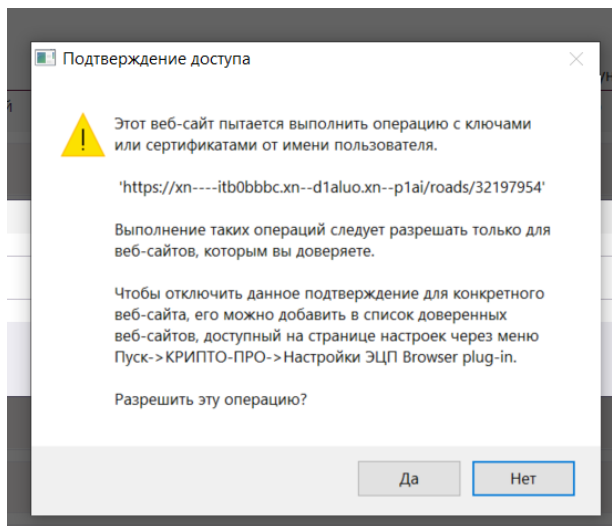 Подтверждение доступа
Этот веб-сайт пытается выполнить операцию с ключами
или сертификатами от имени пользователя.
'https://xn----itb0bbbc.xn--d1aluo.xn--p1ai/roads/32197954'
Выполнение таких операций следует разрешать только для
веб-сайтов, которым вы доверяете.
Чтобы отключить данное подтверждение для конкретного
веб-сайта, его можно добавить в список доверенных
веб-сайтов, доступный на странице настроек через меню
Пуск->КРИПТО-ПРО->Настройки ЭЦП Browser plug-in.
Разрешить эту операцию?
Да
Нет